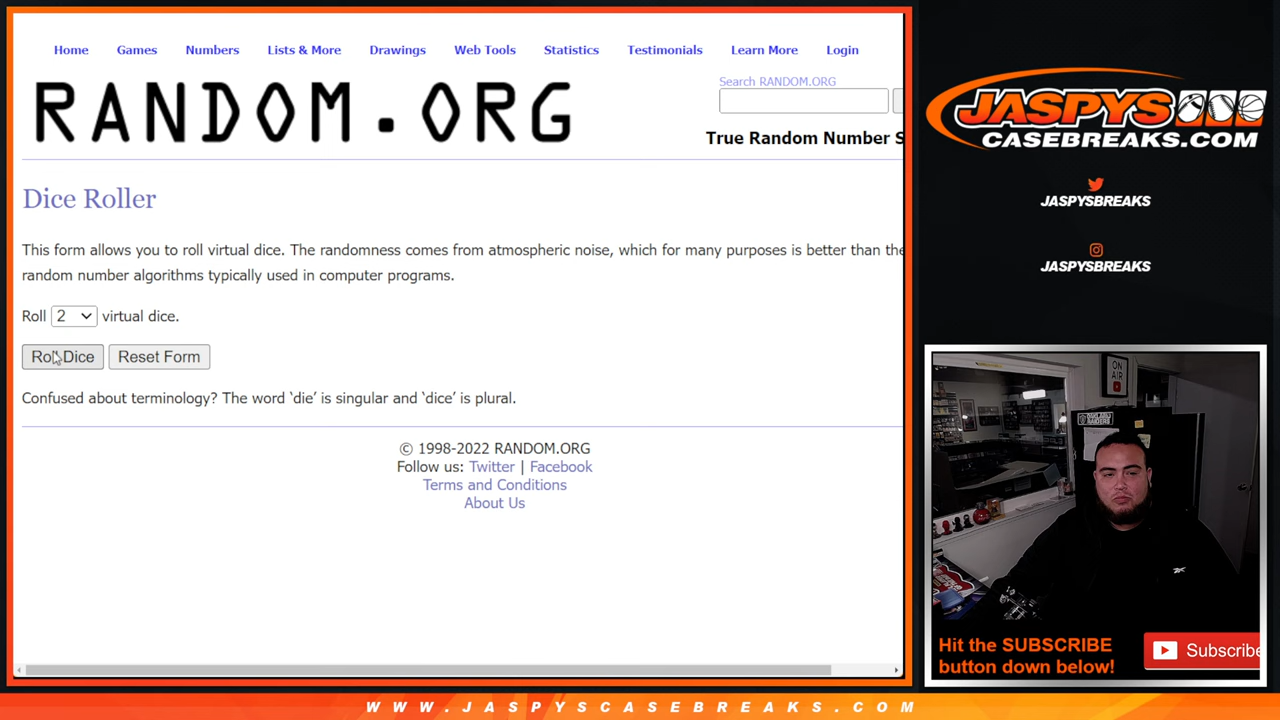 Home Games Numbers Lists & More Drawings Web Tools Statistics Testimonials Learn More Login
RANDOM.ORG
Search RANDOM.ORG
True Random Number S
Dice Roller
This form allows you to roll virtual dice. The randomness comes from atmospheric noise, which for many purposes is better than the
random number algorithms typically used in computer programs.
Roll 2 virtual dice.
Roll Dice Reset Form
Confused about terminology? The word ‘die’ is singular and ‘dice’ is plural.
© 1998-2022 RANDOM.ORG
Follow us: Twitter | Facebook
Terms and Conditions
About Us
JASPYS
CASEBREAKS.COM
JASPYSBREAKS
JASPYSBREAKS
ON
AIR
Hit the SUBSCRIBE
button down below!
Subscribe
WWW.JASPYSCASEBREAKS.COM